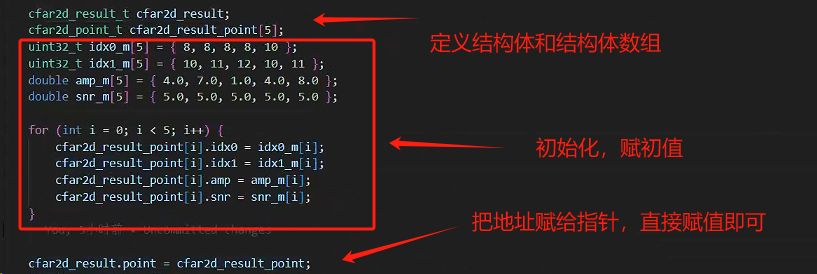 cfar2d_result_t cfar2d_result;
cfar2d_point_t cfar2d_result_point[5];
定义结构体和结构体数组
uint32_t idx0_m[5] = { 8, 8, 8, 8, 10 };
uint32_t idx1_m[5] = { 10, 11, 12, 10, 11 };
double amp_m[5] = { 4.0, 7.0, 1.0, 4.0, 8.0 };
double snr_m[5] = { 5.0, 5.0, 5.0, 5.0, 5.0 };
for (int i = 0; i < 5; i++) {
cfar2d_result_point[i].idx0 = idx0_m[i];
cfar2d_result_point[i].idx1 = idx1_m[i];
cfar2d_result_point[i].amp = amp_m[i];
cfar2d_result_point[i].snr = snr_m[i];
}
初始化，赋初值
You, 5小时前 • Uncommitted changes
把地址赋给指针，直接赋值即可
cfar2d_result.point = cfar2d_result_point;